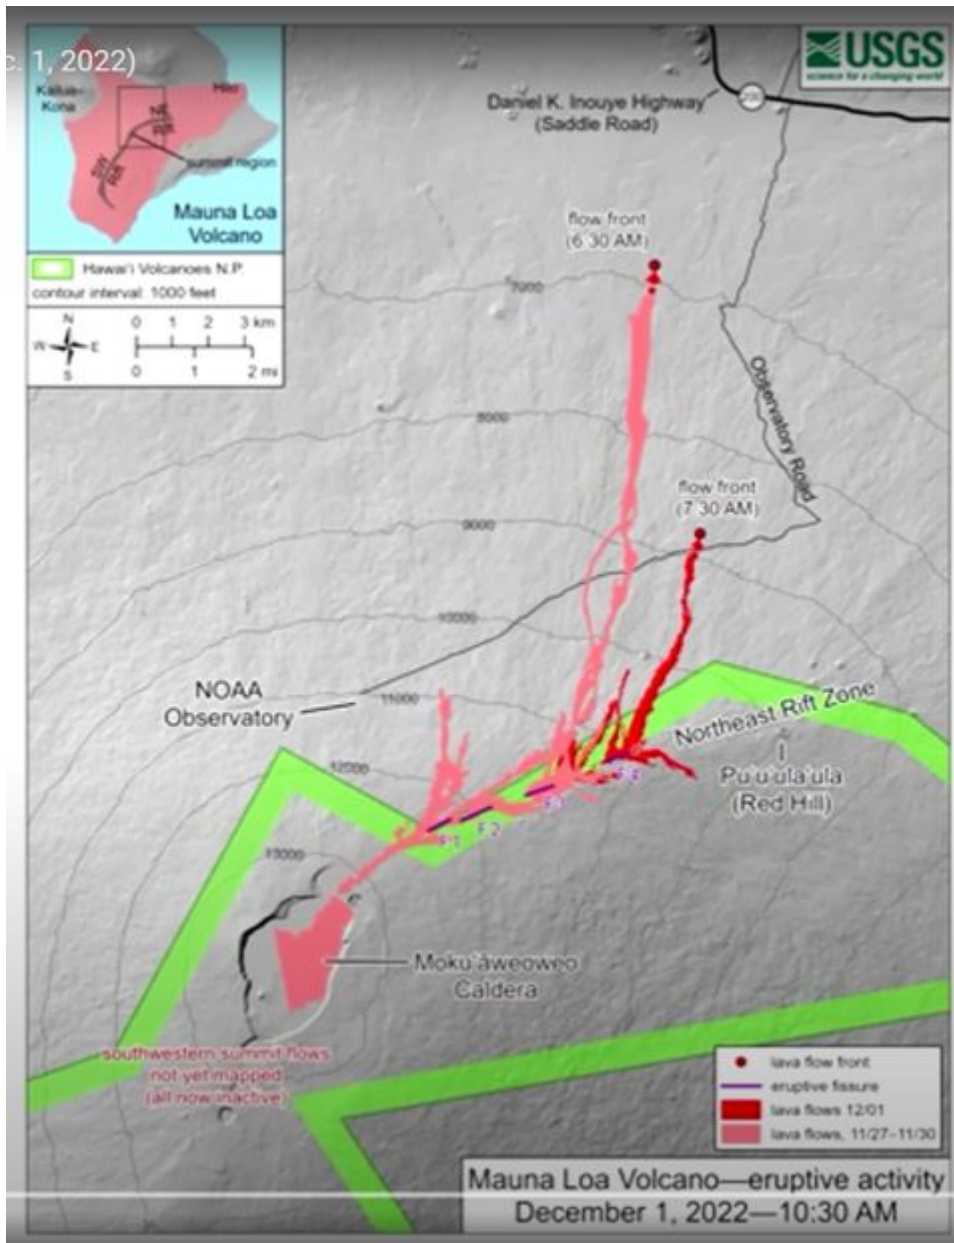 c. 1, 2022)
USGS
science for a changing world
Kailua-
Kona
Hilo
NE
RZ
SW
RZ
summit region
Mauna Loa
Volcano
Hawai'i Volcanoes N.P.
contour interval: 1000 feet
N
W E
S
0 1 2 3 km
0 1 2 mi
Daniel K. Inouye Highway
(Saddle Road)
200
flow front
(6:30 AM)
7000
Observatory Road
8000
flow front
(7:30 AM)
9000
10000
NOAA
Observatory
11000
Northeast Rift Zone
12000
Pu'u'ula'ula
(Red Hill)
F4
F3
F2
F1
13000
Moku'āweoweo
Caldera
southwestern summit flows
not yet mapped
(all now inactive)
lava flow front
eruptive fissure
lava flows 12/01
lava flows, 11/27–11/30
Mauna Loa Volcano—eruptive activity
December 1, 2022—10:30 AM